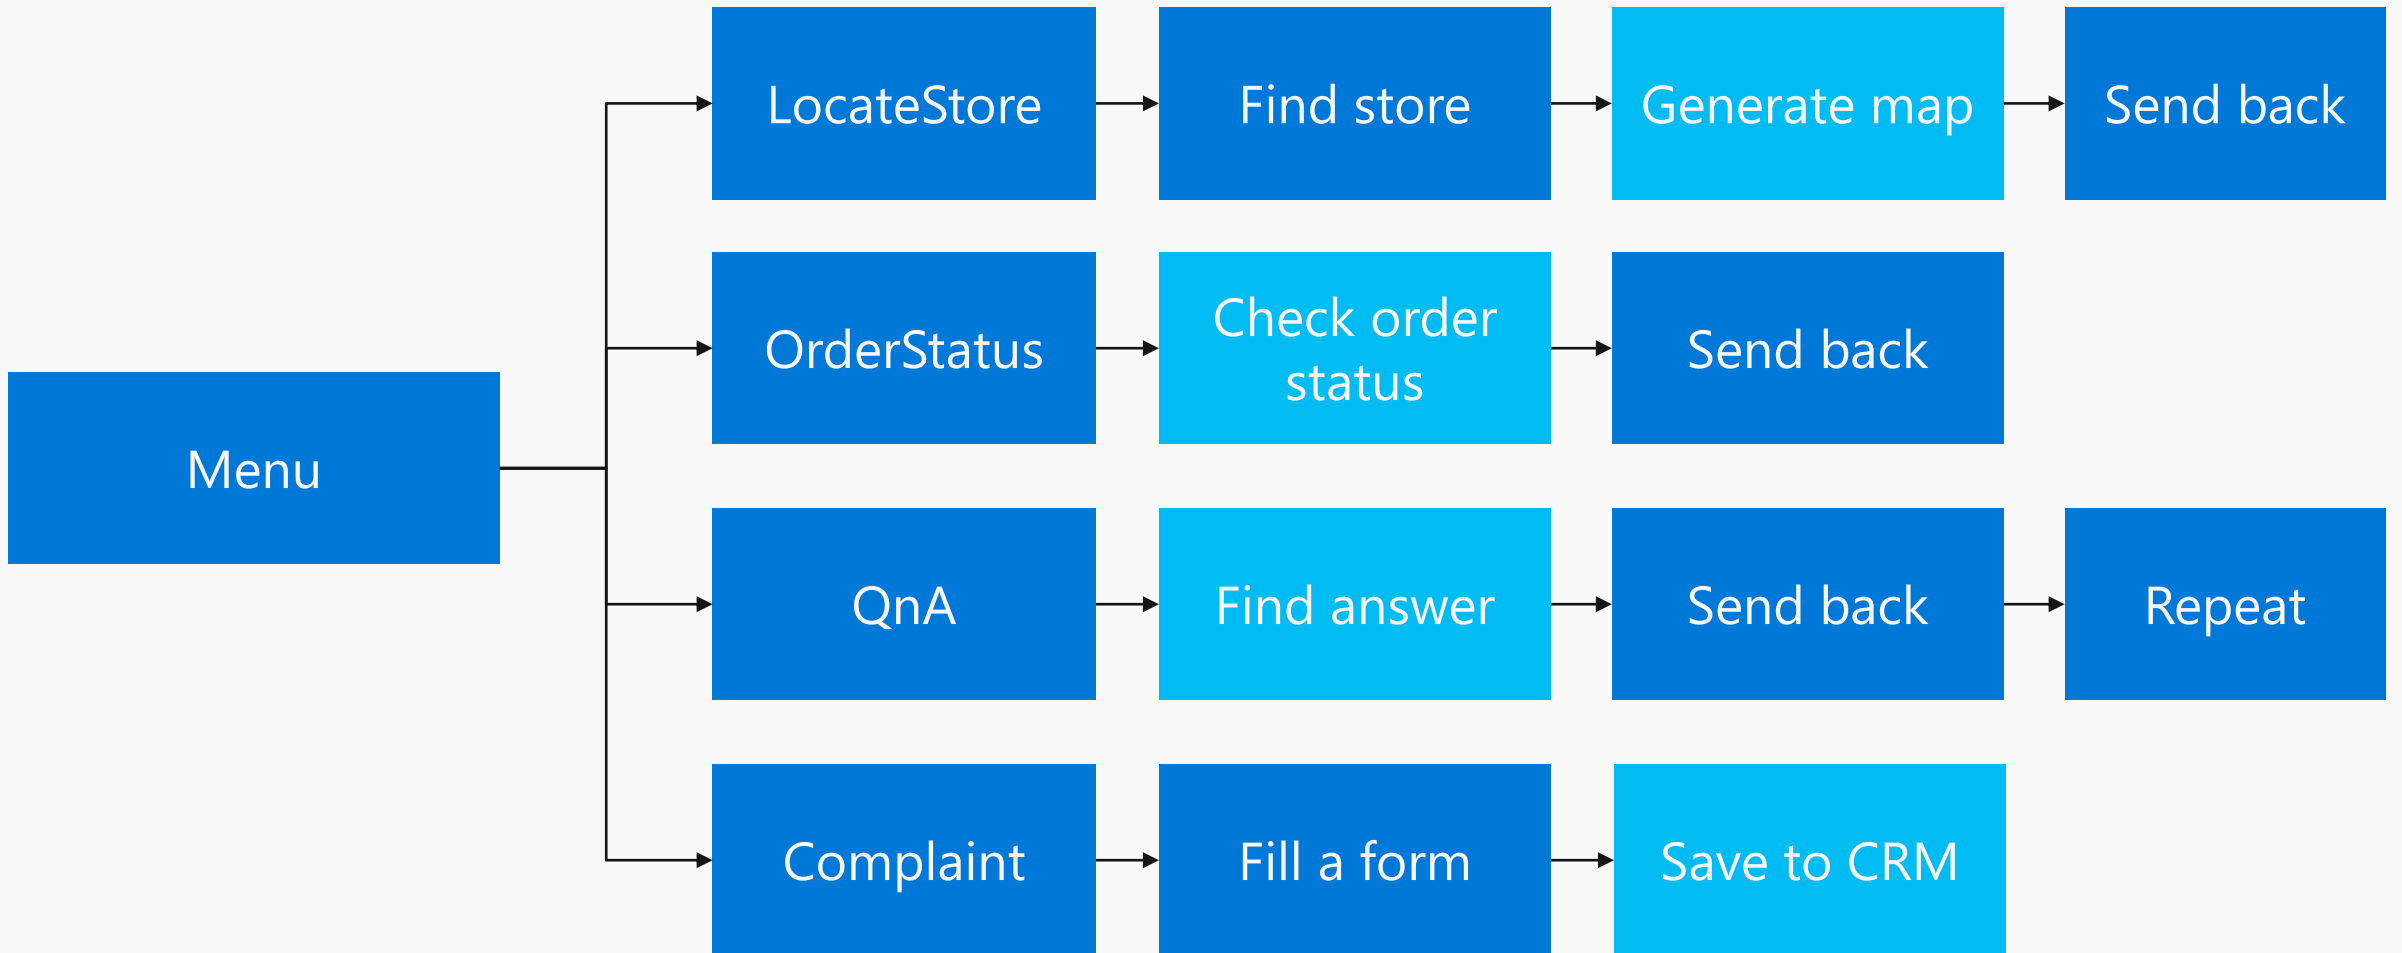 LocateStore
Find store
Generate map
Send back
OrderStatus
Check order
status
Send back
Menu
QnA
Find answer
Send back
Repeat
Complaint
Fill a form
Save to CRM